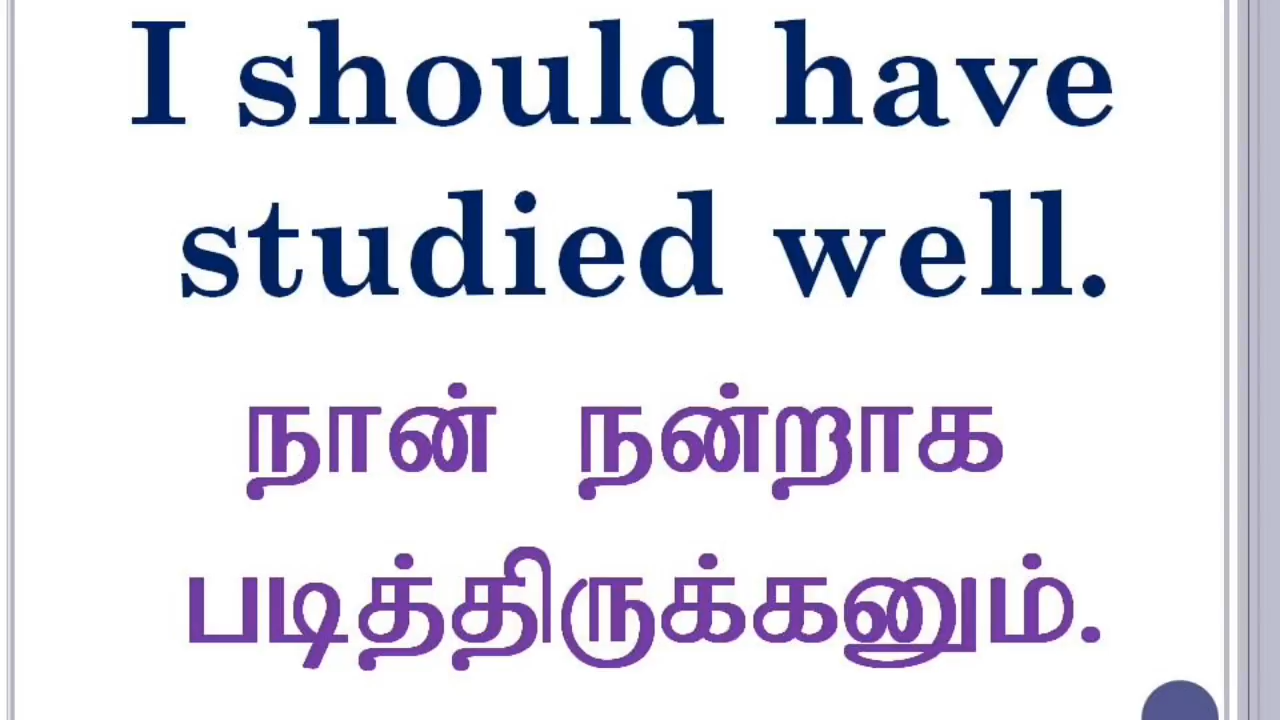 I should have
studied well.
நான் நன்றாக
படித்திருக்கனும்.